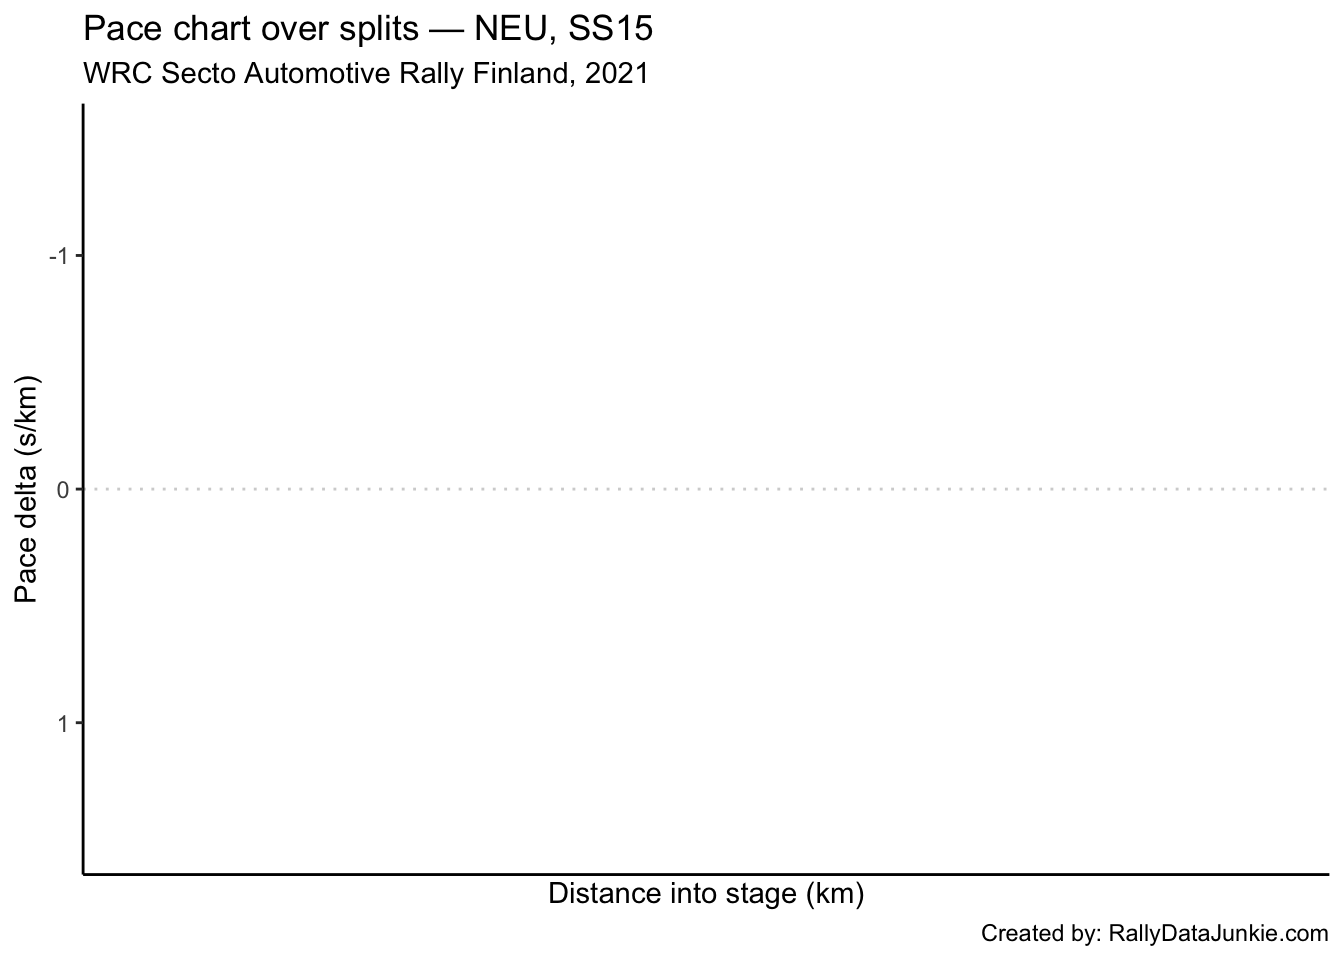 Pace chart over splits — NEU, SS15
WRC Secto Automotive Rally Finland, 2021
-1
0
1
Pace delta (s/km)
Distance into stage (km)
Created by: RallyDataJunkie.com